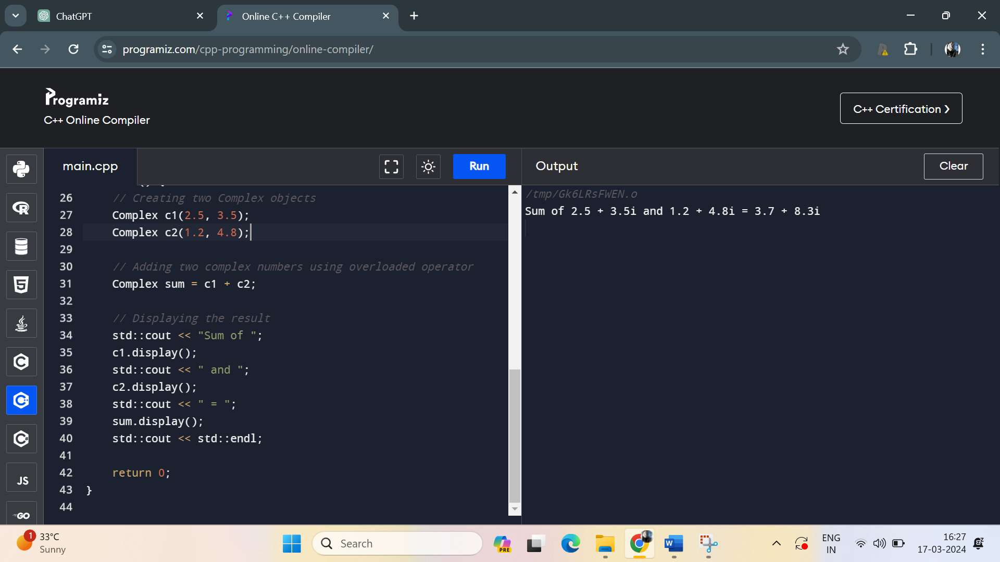 ChatGPT
Online C++ Compiler
programiz.com/cpp-programming/online-compiler/
Programiz
C++ Online Compiler
C++ Certification ❯
main.cpp
Run
Output
Clear
26 // Creating two Complex objects
27 Complex c1(2.5, 3.5);
28 Complex c2(1.2, 4.8);
29
30 // Adding two complex numbers using overloaded operator
31 Complex sum = c1 + c2;
32
33 // Displaying the result
34 std::cout << "Sum of ";
35 c1.display();
36 std::cout << " and ";
37 c2.display();
38 std::cout << " = ";
39 sum.display();
40 std::cout << std::endl;
41
42 return 0;
43 }
44
/tmp/Gk6LRsFWEN.o
Sum of 2.5 + 3.5i and 1.2 + 4.8i = 3.7 + 8.3i
JS
GO
1
33°C
Sunny
Search
PRE
W
ENG
IN
16:27
17-03-2024